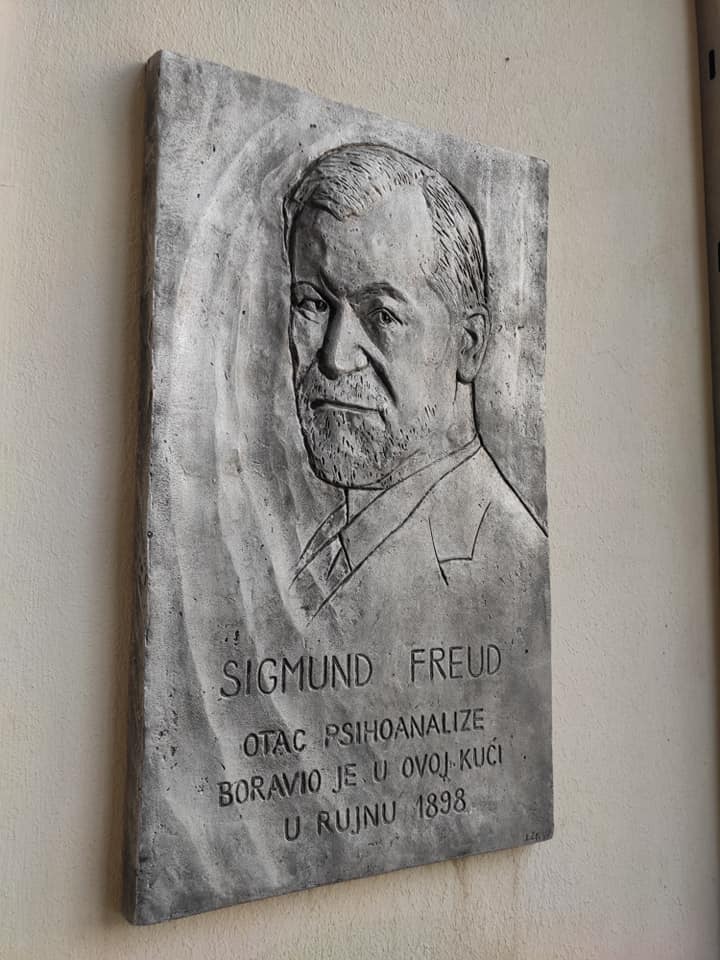 SIGMUND FREUD
OTAC PSIHOANALIZE
BORAVIO JE U OVOJ KUĆI
U RUJNU 1898